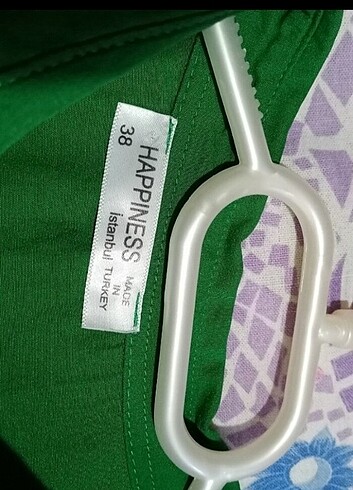 HAPPINESS
istanbul
38
MADE
IN
TURKEY